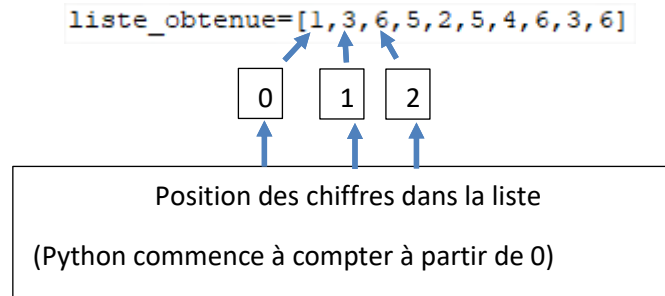 liste_obtenue=[1,3,6,5,2,5,4,6,3,6]
0 1 2
Position des chiffres dans la liste
(Python commence à compter à partir de 0)